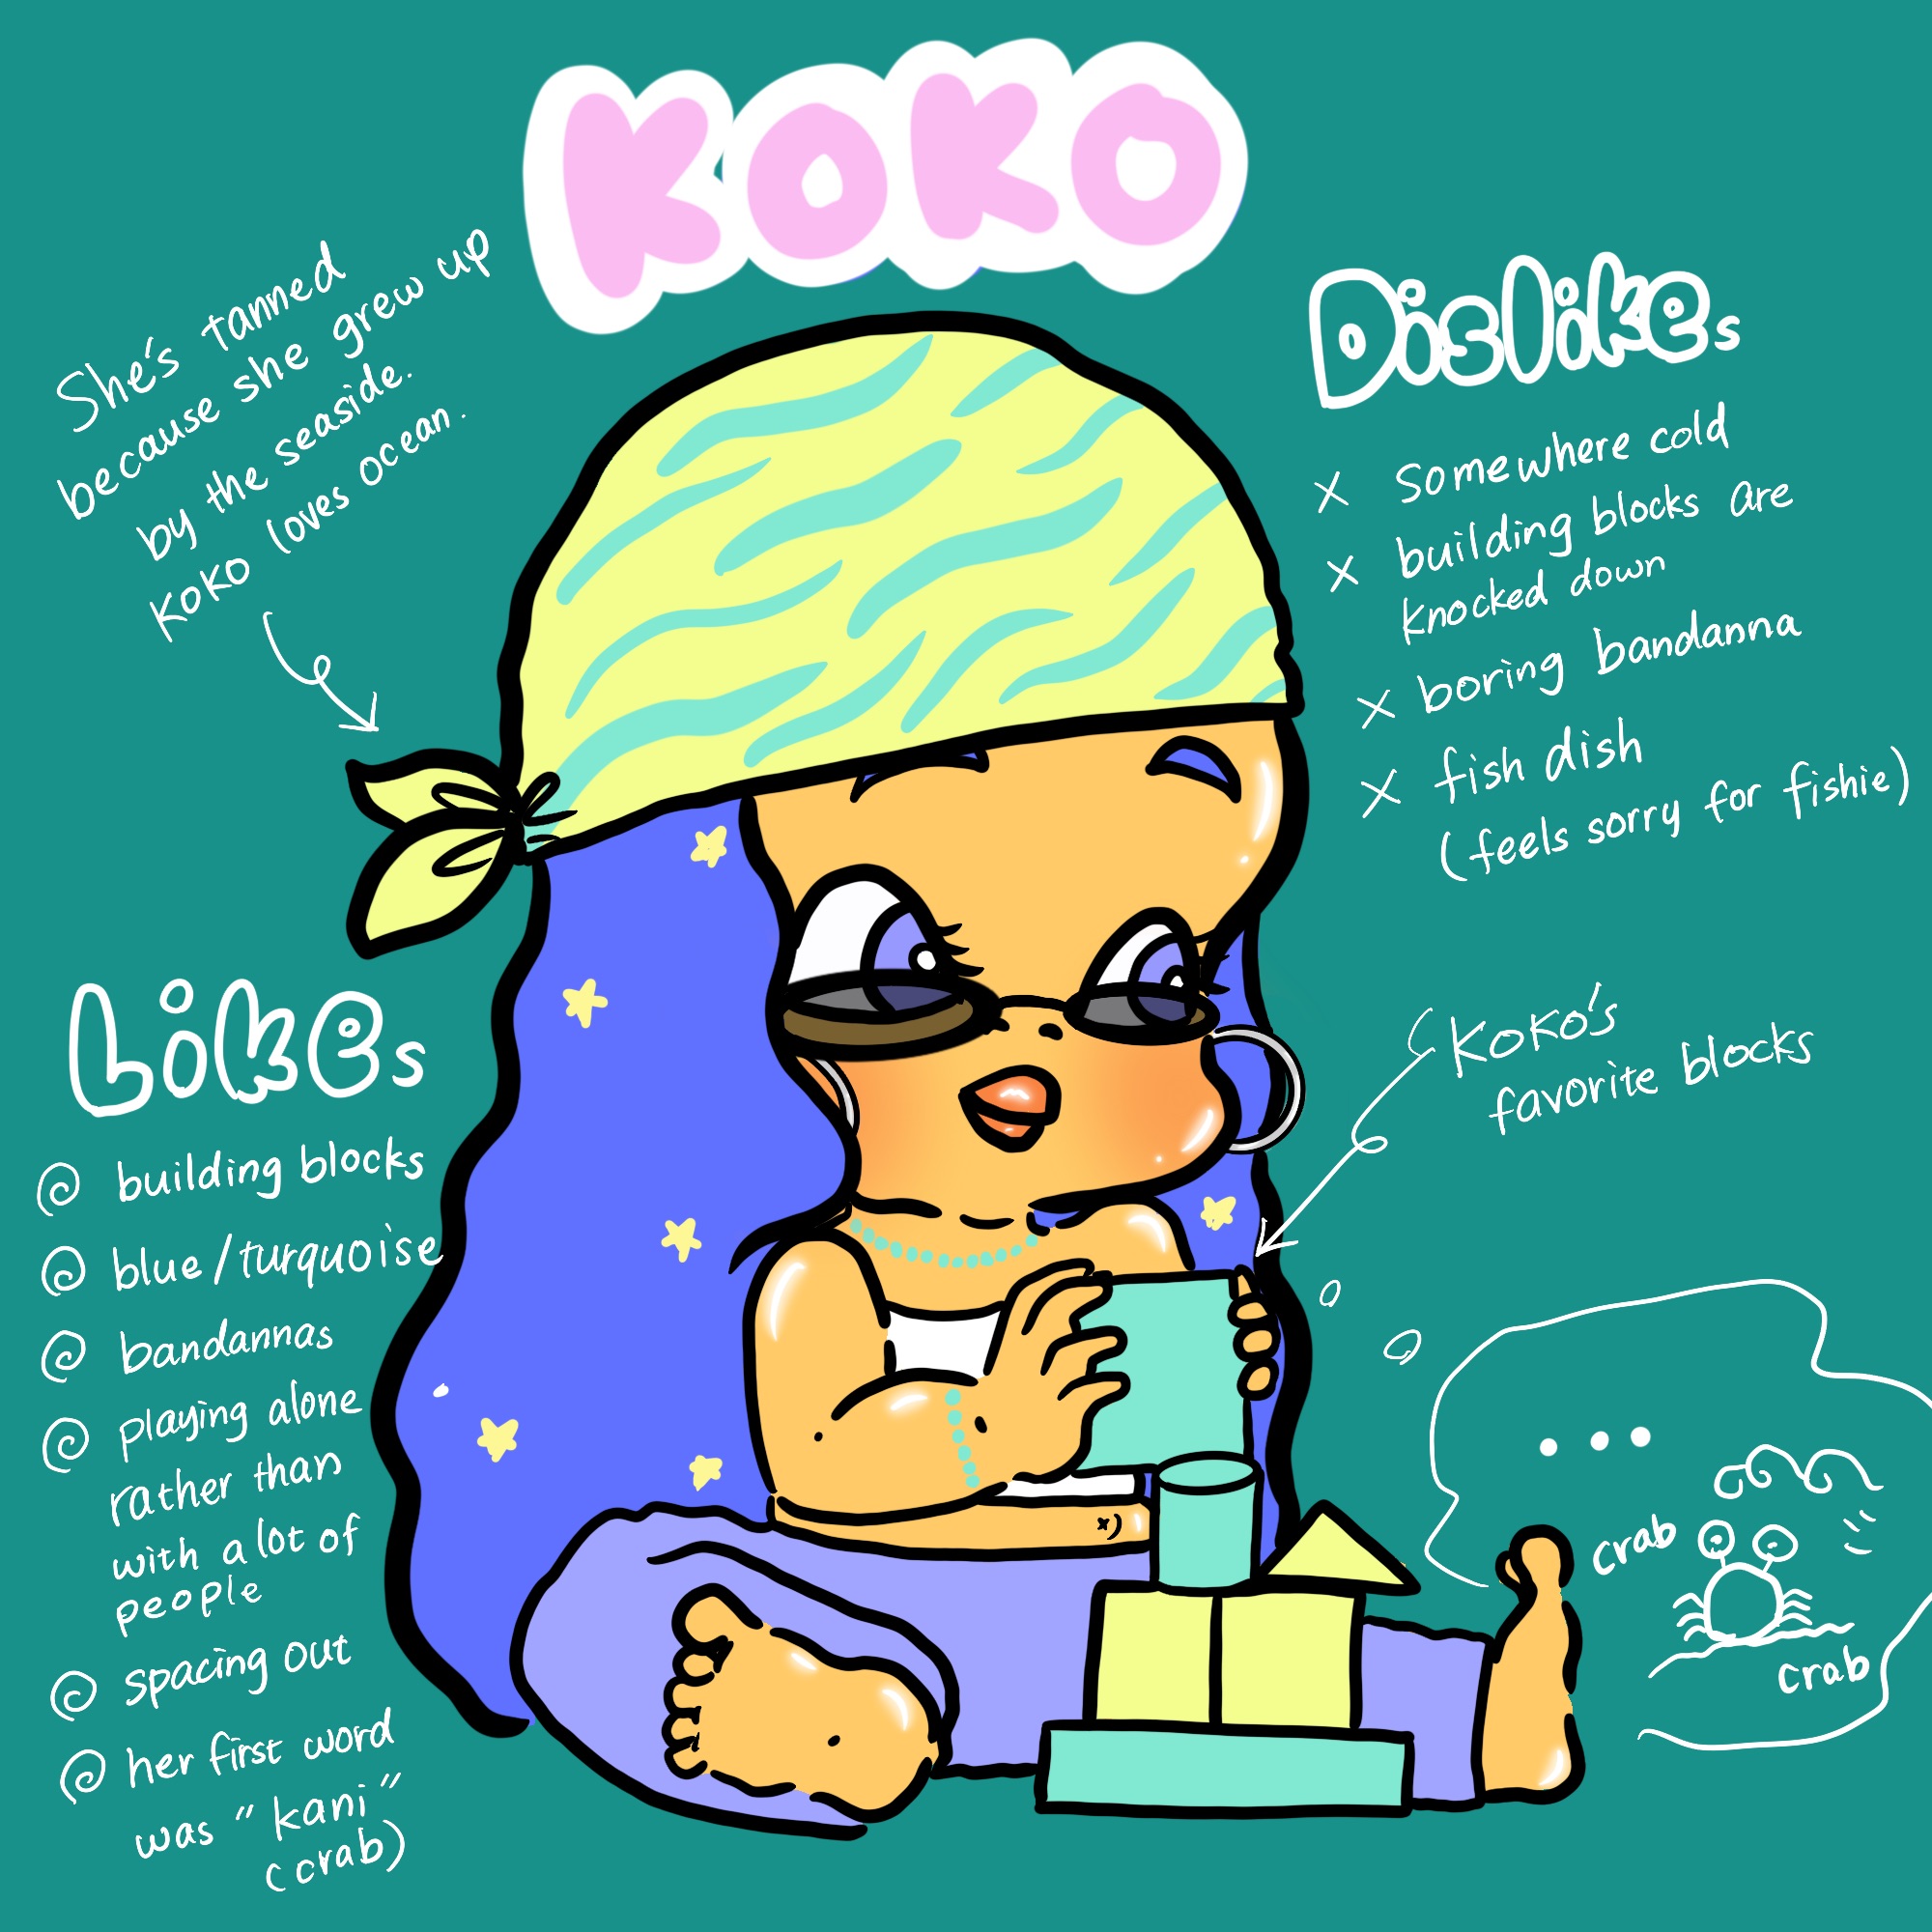 KOKO
She's tanned
because she grew up
by the seaside.
KOKO loves ocean.
Dislikes
× somewhere cold
× building blocks are
knocked down
× boring bandanna
× fish dish
(feels sorry for fishie)
Likes
@ building blocks
@ blue/turquoise
@ bandannas
@ playing alone
rather than
with a lot of
people
@ spacing out
@ her first word
was "kani"
(crab)
KOKO's
favorite blocks
...
crab
crab